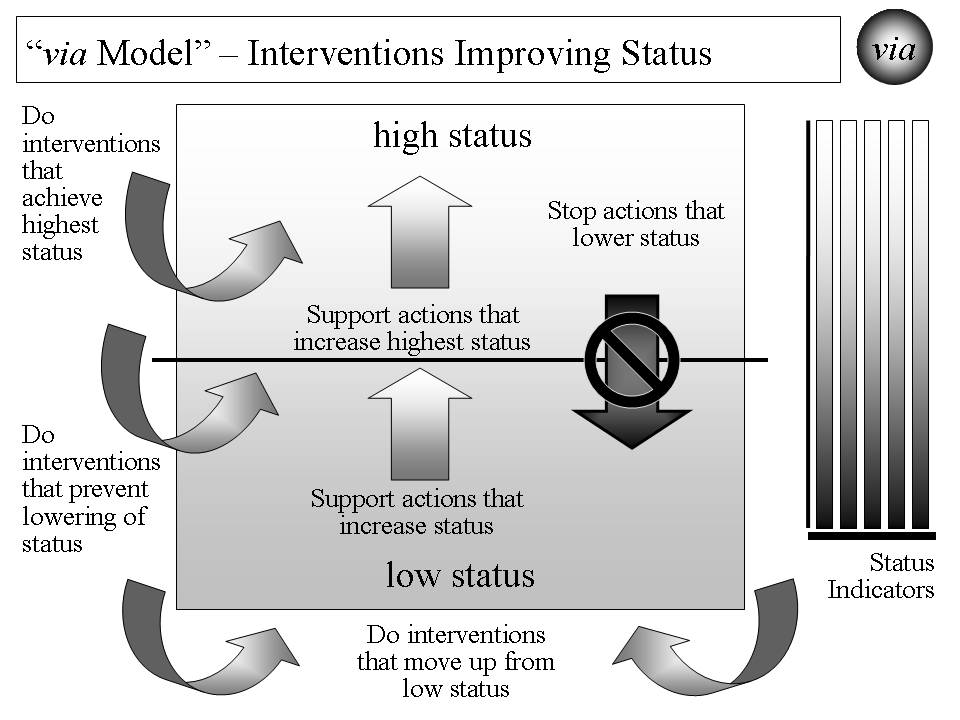 “via Model” – Interventions Improving Status
via
Do
interventions
that
achieve
highest
status
high status
Stop actions that
lower status
Support actions that
increase highest status
Do
interventions
that prevent
lowering of
status
Support actions that
increase status
low status
Status
Indicators
Do interventions
that move up from
low status